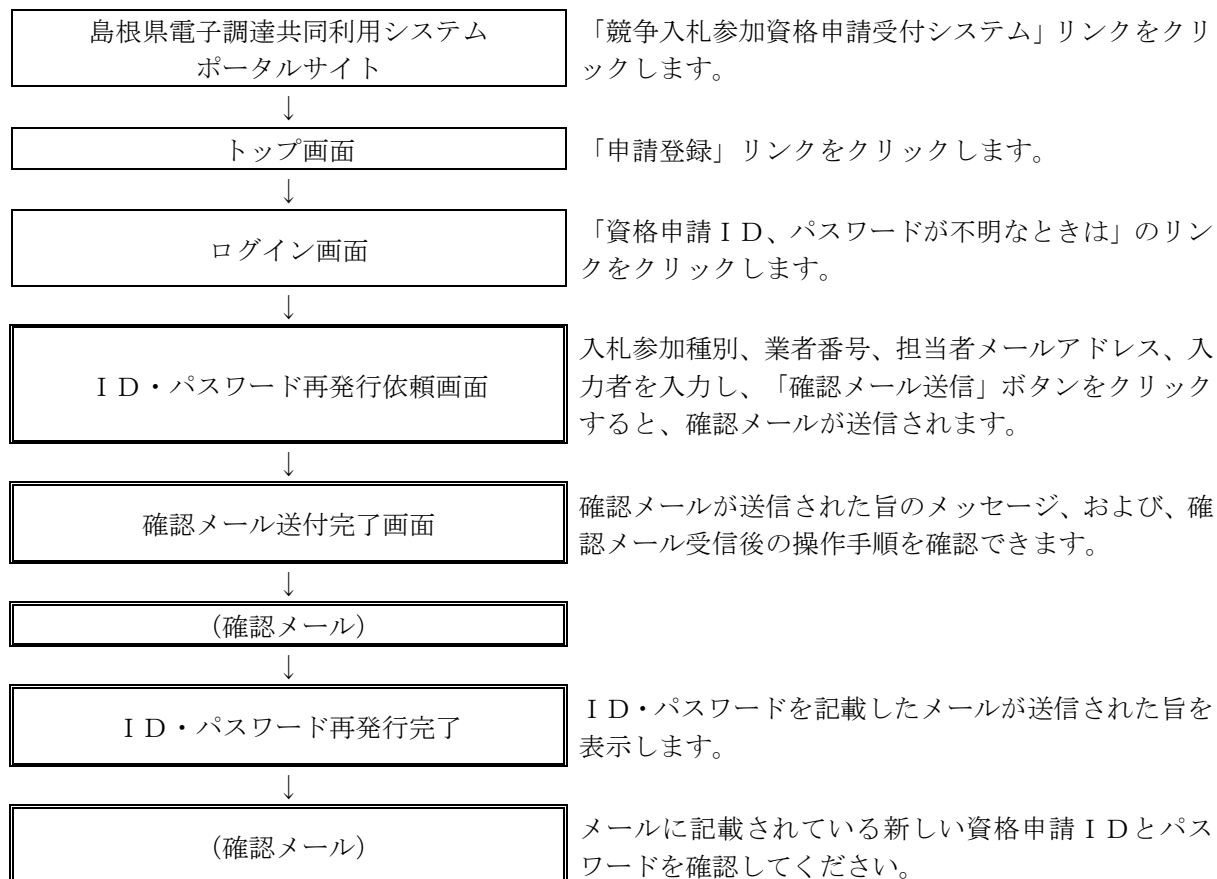 島根県電子調達共同利用システム
ポータルサイト
「競争入札参加資格申請受付システム」リンクをクリ
ックします。
↓
トップ画面
「申請登録」リンクをクリックします。
↓
ログイン画面
「資格申請ＩＤ、パスワードが不明なときは」のリン
クをクリックします。
↓
ＩＤ・パスワード再発行依頼画面
入札参加種別、業者番号、担当者メールアドレス、入
力者を入力し、「確認メール送信」ボタンをクリック
すると、確認メールが送信されます。
↓
確認メール送付完了画面
確認メールが送信された旨のメッセージ、および、確
認メール受信後の操作手順を確認できます。
↓
（確認メール）
↓
ＩＤ・パスワード再発行完了
ＩＤ・パスワードを記載したメールが送信された旨を
表示します。
↓
（確認メール）
メールに記載されている新しい資格申請ＩＤとパス
ワードを確認してください。